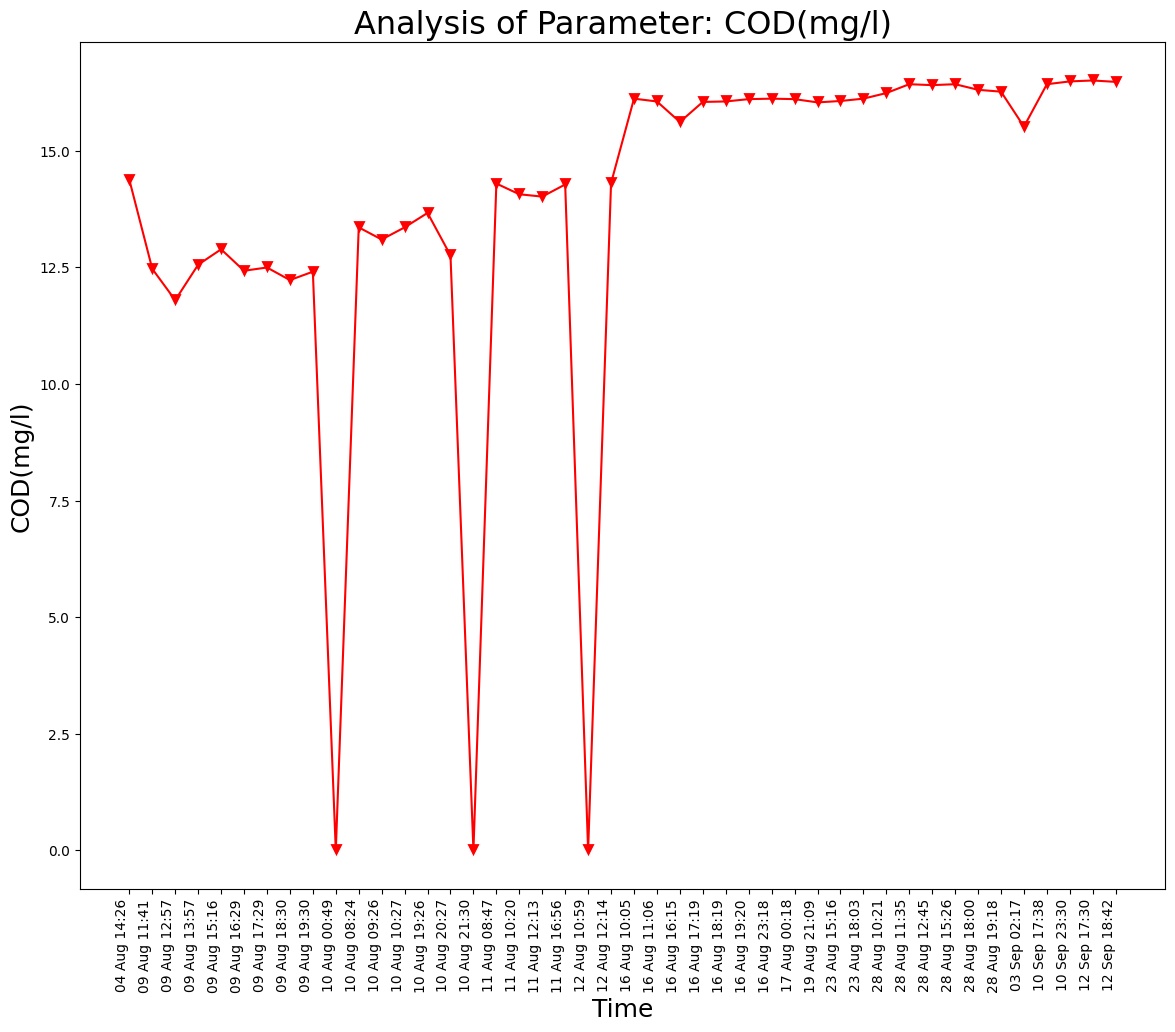 Analysis of Parameter: COD(mg/l)
COD(mg/l)
15.0
12.5
10.0
7.5
5.0
2.5
0.0
04 Aug 14:26
09 Aug 11:41
09 Aug 12:57
09 Aug 13:57
09 Aug 15:16
09 Aug 16:29
09 Aug 17:29
09 Aug 18:30
09 Aug 19:30
10 Aug 00:49
10 Aug 08:24
10 Aug 09:26
10 Aug 10:27
10 Aug 19:26
10 Aug 20:27
10 Aug 21:30
11 Aug 08:47
11 Aug 10:20
11 Aug 12:13
11 Aug 16:56
12 Aug 10:59
12 Aug 12:14
16 Aug 10:05
16 Aug 11:06
16 Aug 16:15
16 Aug 17:19
16 Aug 18:19
16 Aug 19:20
16 Aug 23:18
17 Aug 00:18
19 Aug 21:09
23 Aug 15:16
23 Aug 18:03
28 Aug 10:21
28 Aug 11:35
28 Aug 12:45
28 Aug 15:26
28 Aug 18:00
28 Aug 19:18
03 Sep 02:17
10 Sep 17:38
10 Sep 23:30
12 Sep 17:30
12 Sep 18:42
Time